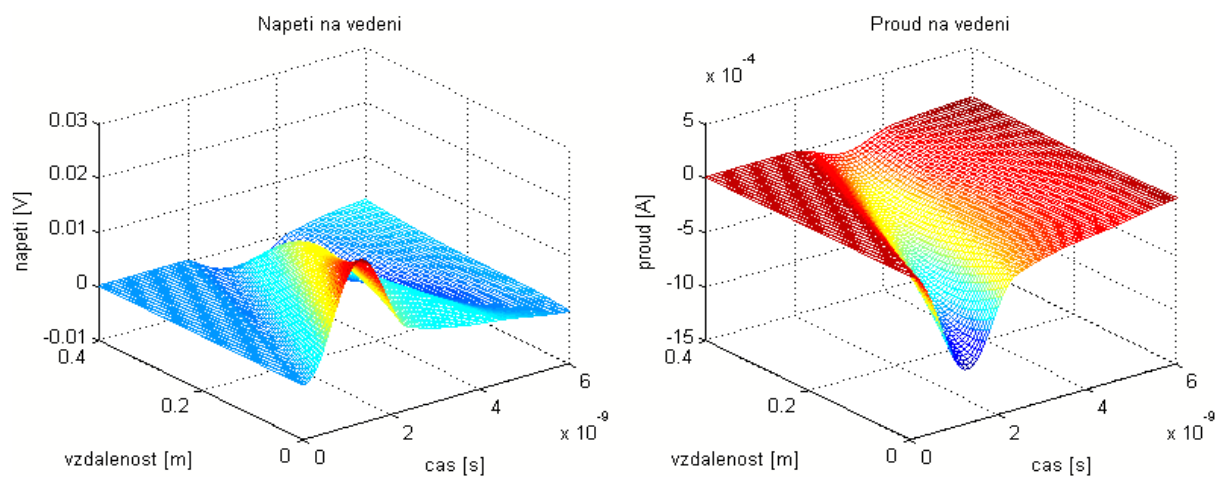 Napeti na vedeni
0.03
0.02
0.01
0
-0.01
napeti [V]
0.4
0.2
0
vzdalenost [m]
0
2
4
6
x 10^-9
cas [s]
Proud na vedeni
x 10^-4
5
0
-5
-10
-15
proud [A]
0.4
0.2
0
vzdalenost [m]
0
2
4
6
x 10^-9
cas [s]